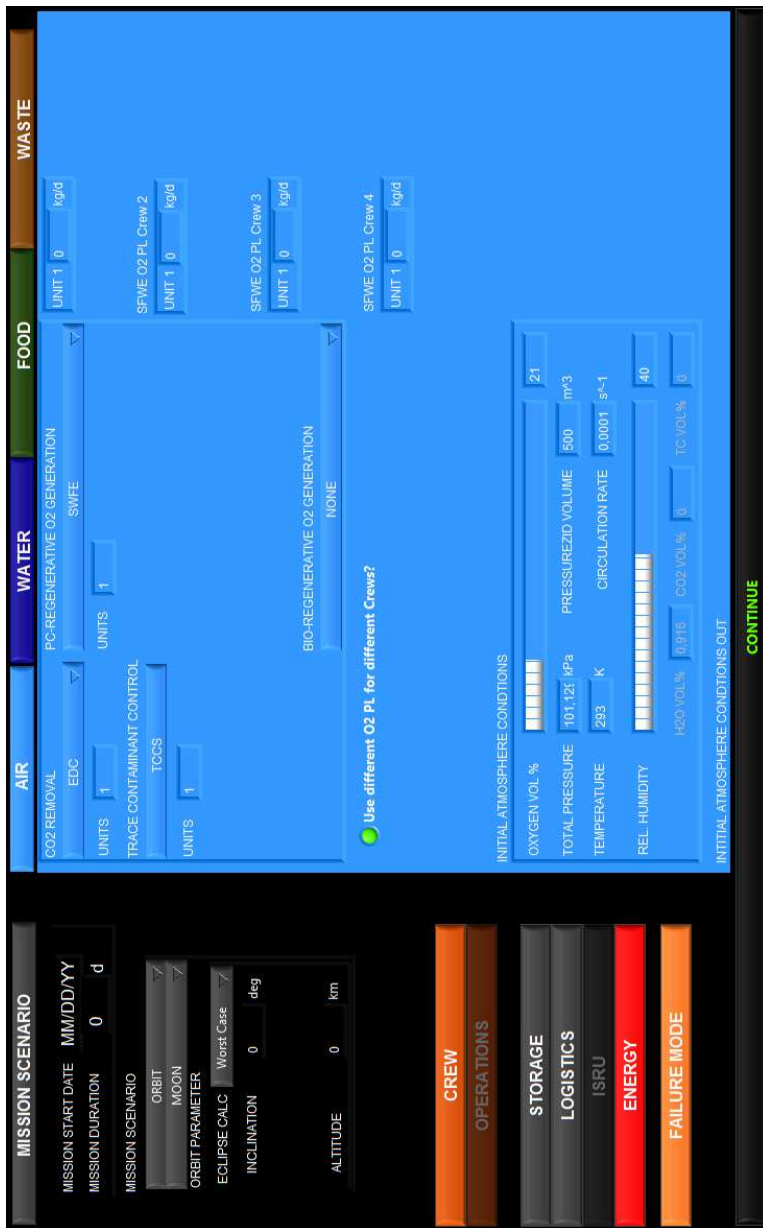 MISSION SCENARIO
MISSION START DATE MM/DD/YY
MISSION DURATION 0 d
MISSION SCENARIO
ORBIT
MOON
ORBIT PARAMETER
ECLIPSE CALC Worst Case
INCLINATION 0 deg
ALTITUDE 0 km
CREW
OPERATIONS
STORAGE
LOGISTICS
ISRU
ENERGY
FAILURE MODE
AIR WATER FOOD WASTE
CO2 REMOVAL
EDC
UNITS 1
TRACE CONTAMINANT CONTROL
TCCS
UNITS 1
PC-REGENERATIVE O2 GENERATION
SWFE
UNITS 1
BIO-REGENERATIVE O2 GENERATION
NONE
UNIT 1 0 kg/d
SFWE O2 PL Crew 2
UNIT 1 0 kg/d
SFWE O2 PL Crew 3
UNIT 1 0 kg/d
SFWE O2 PL Crew 4
UNIT 1 0 kg/d
Use different O2 PL for different Crews?
INITIAL ATMOSPHERE CONDITIONS
OXYGEN VOL % 21
TOTAL PRESSURE 101,129 kPa PRESSUREZID VOLUME 500 m^3
TEMPERATURE 293 K CIRCULATION RATE 0,0001 s^-1
REL. HUMIDITY 40
H2O VOL% 0,916 CO2 VOL% 0 TC VOL% 0
INTITIAL ATMOSPHERE CONDTIONS OUT
CONTINUE